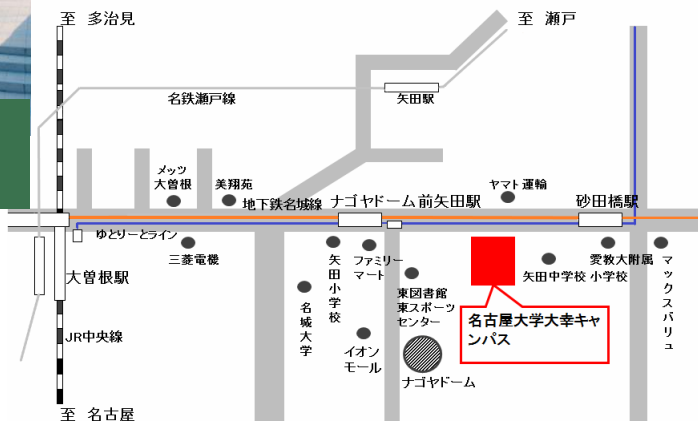 至 多治見
至 瀬戸
名鉄瀬戸線
矢田駅
メッツ
大曽根
美翔苑
地下鉄名城線
ナゴヤドーム前矢田駅
ヤマト運輸
砂田橋駅
ゆとりーとライン
三菱電機
大曽根駅
矢田小学校
ファミリー
マート
東図書館
東スポーツ
センター
矢田中学校
愛教大附属
小学校
マックスバリュ
名城大学
イオン
モール
名古屋大学大幸キャ
ンパス
JR中央線
ナゴヤドーム
至 名古屋